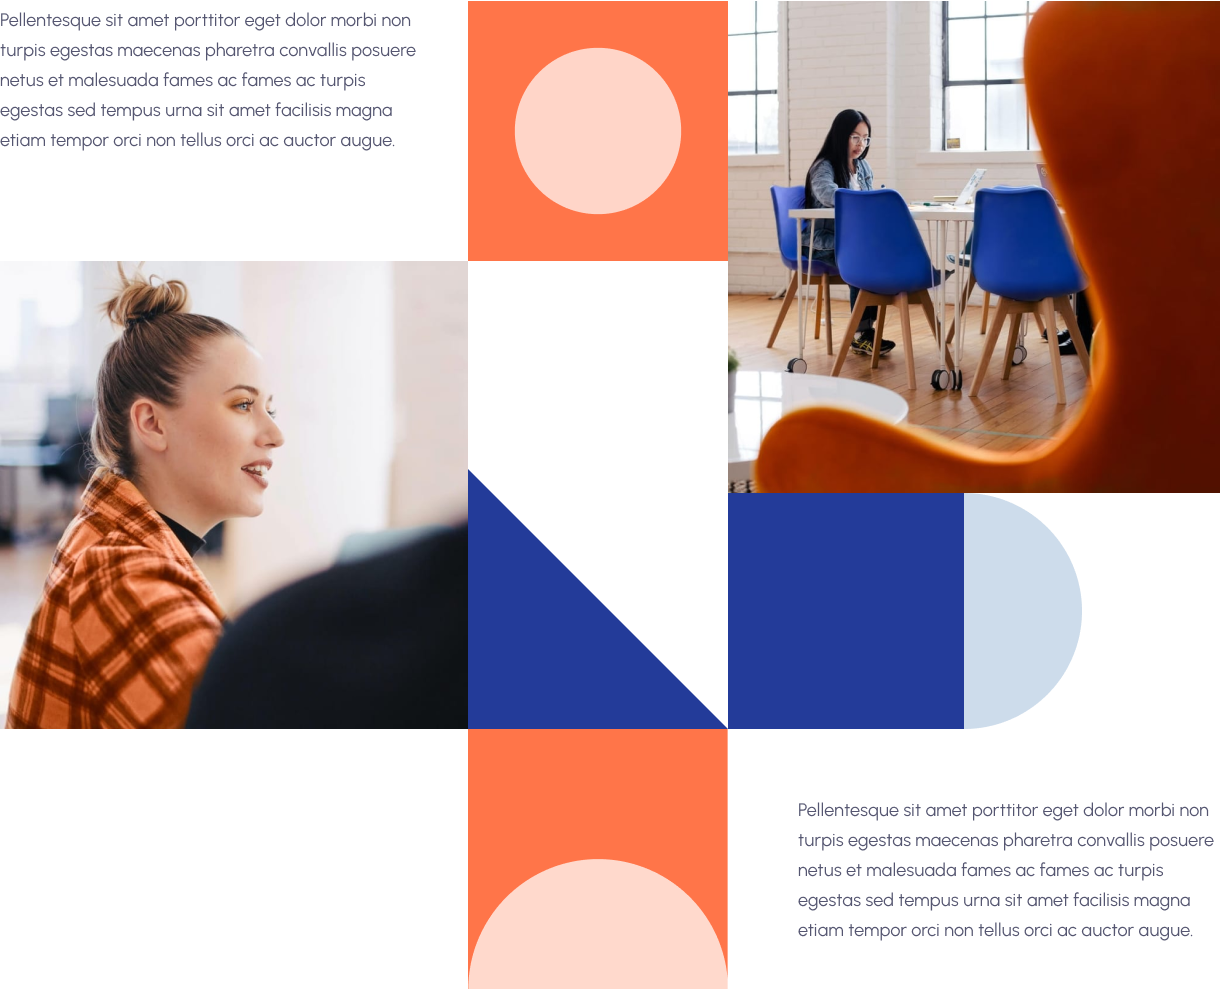 Pellentesque sit amet porttitor eget dolor morbi non
turpis egestas maecenas pharetra convallis posuere
netus et malesuada fames ac fames ac turpis
egestas sed tempus urna sit amet facilisis magna
etiam tempor orci non tellus orci ac auctor augue.
Pellentesque sit amet porttitor eget dolor morbi non
turpis egestas maecenas pharetra convallis posuere
netus et malesuada fames ac fames ac turpis
egestas sed tempus urna sit amet facilisis magna
etiam tempor orci non tellus orci ac auctor augue.